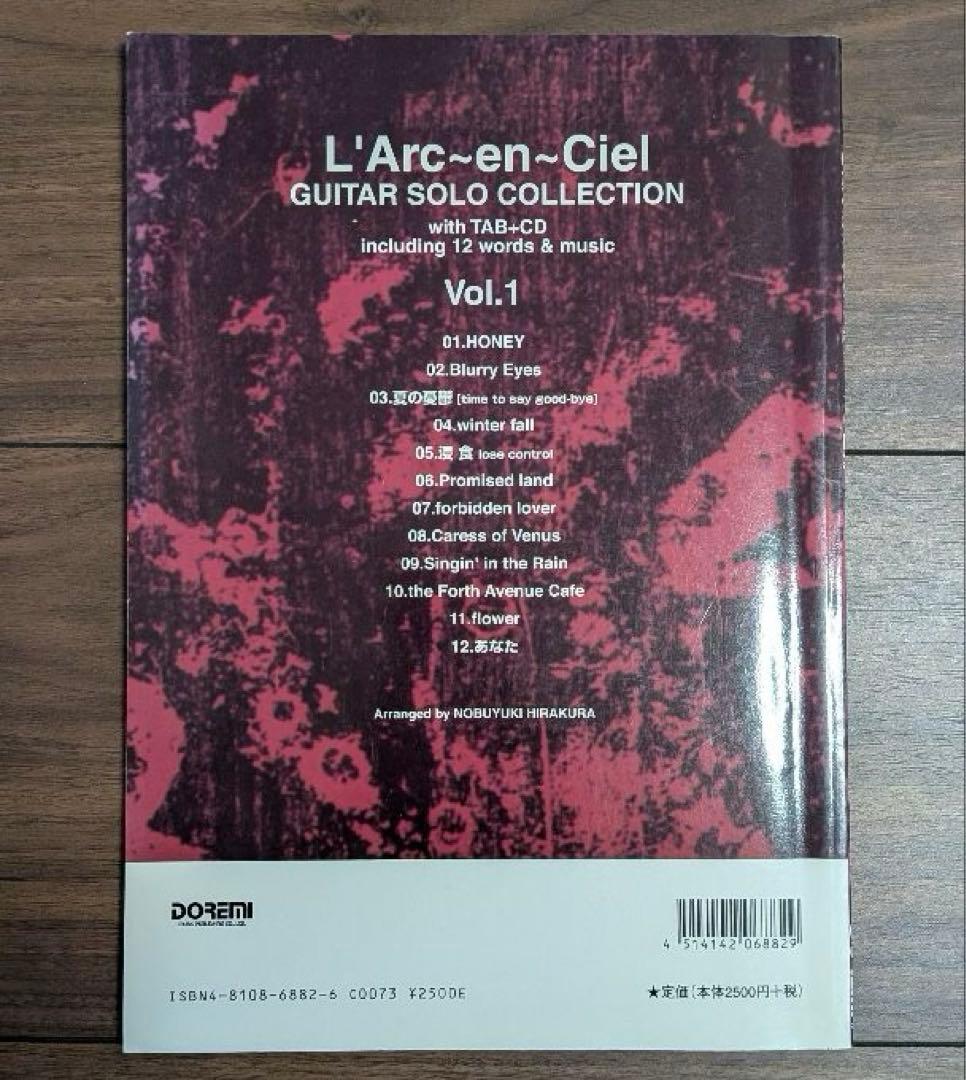 L'Arc~en~Ciel
GUITAR SOLO COLLECTION
with TAB+CD
including 12 words & music
Vol.1
01.HONEY
02.Blurry Eyes
03.夏の憂鬱 [time to say good-bye]
04.winter fall
05.浸食 lose control
06.Promised land
07.forbidden lover
08.Caress of Venus
09.Singin' in the Rain
10.the Forth Avenue Cafe
11.flower
12.あなた
Arranged by NOBUYUKI HIRAKURA
DOREMI
4 514142 068829
ISBN4-8108-6882-6 C0073 ¥2500E
★定価(本体2500円+税)